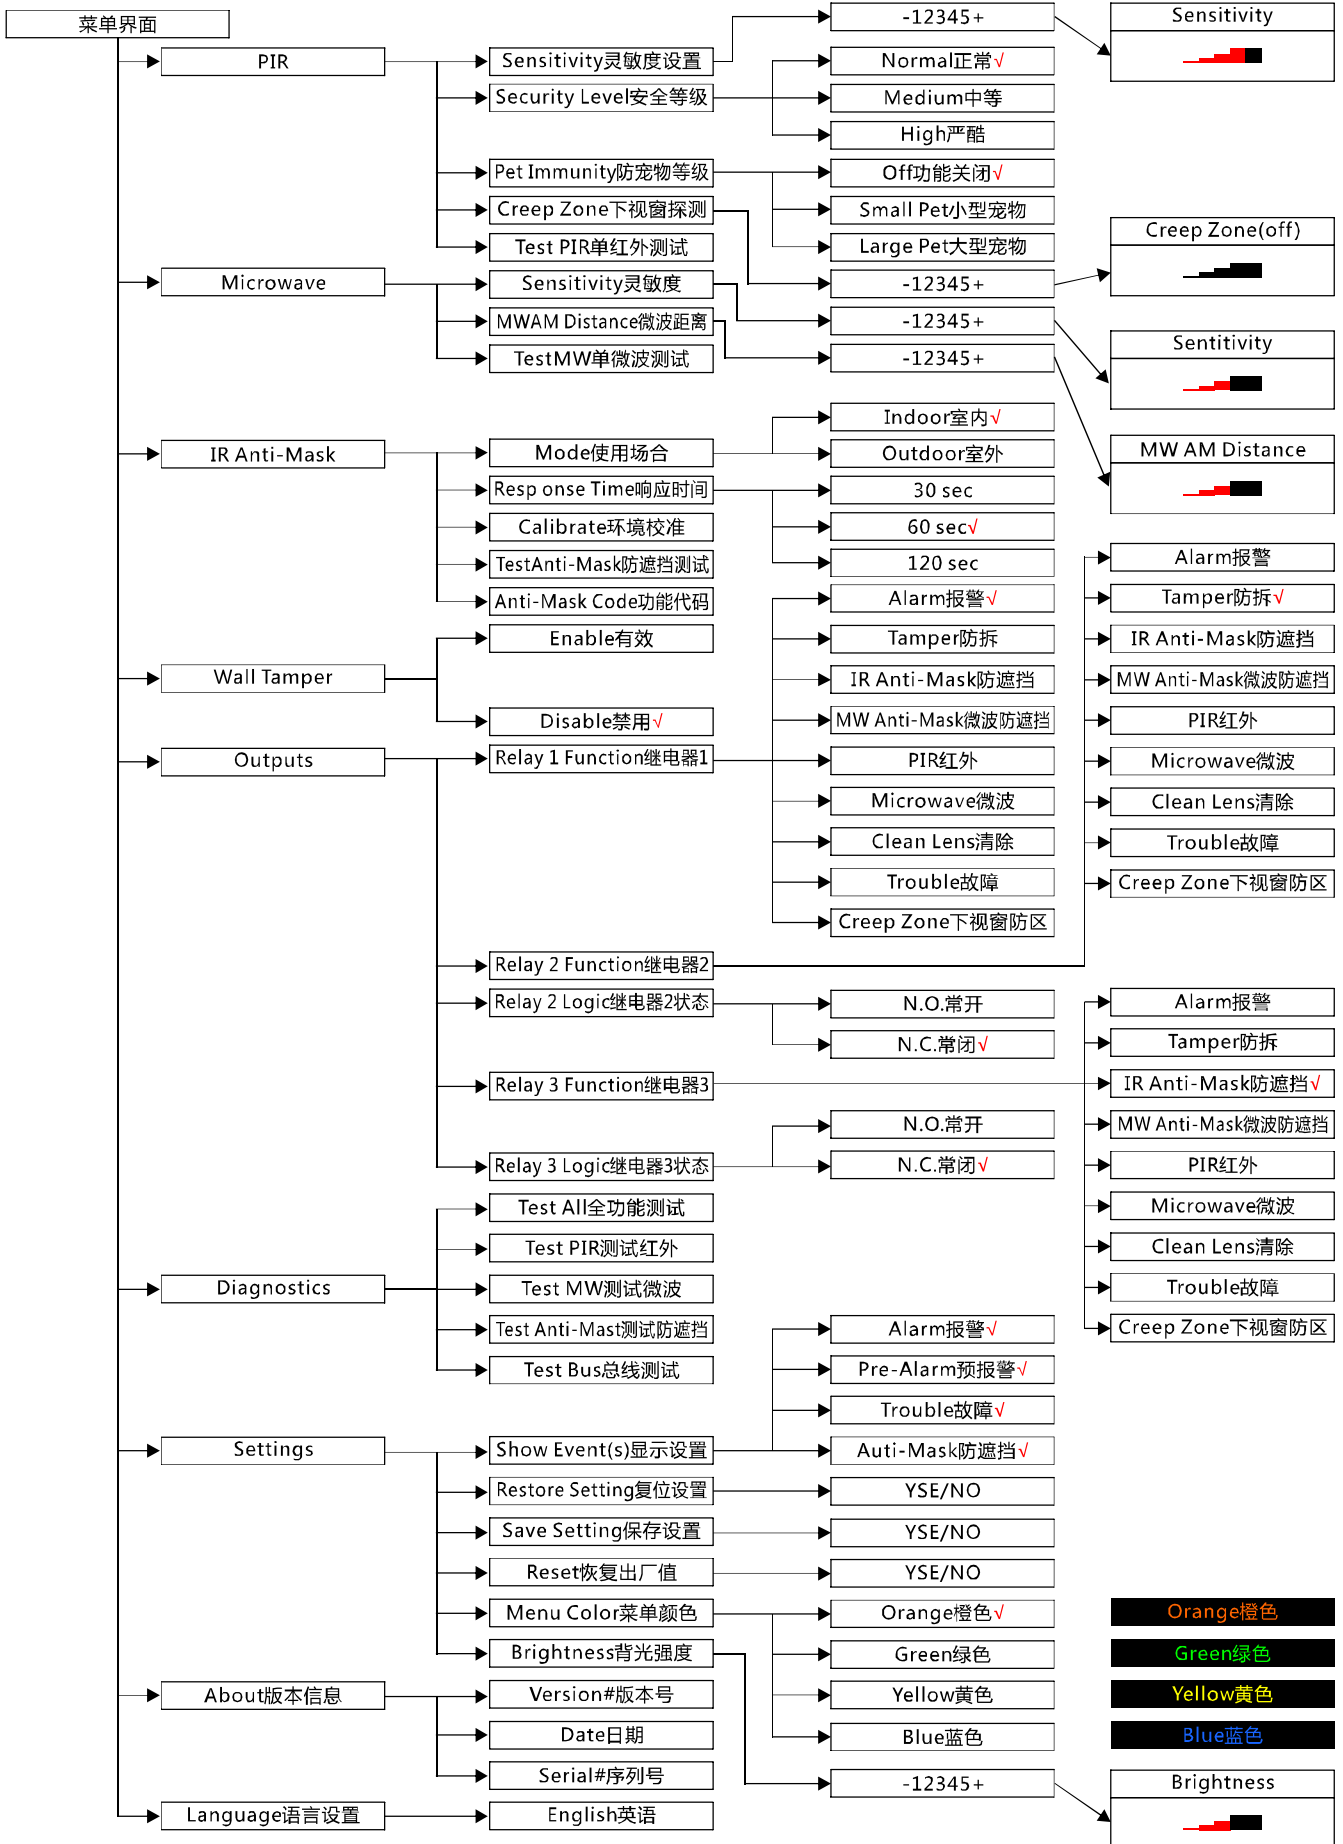 菜单界面
PIR
Sensitivity灵敏度设置
-12345+
Sensitivity
Security Level安全等级
Normal正常√
Medium中等
High严酷
Pet Immunity防宠物等级
Off功能关闭√
Small Pet小型宠物
Large Pet大型宠物
Creep Zone下视窗探测
-12345+
Creep Zone(off)
Test PIR单红外测试
Microwave
Sensitivity灵敏度
-12345+
Sentitivity
MWAM Distance微波距离
-12345+
MW AM Distance
TestMW单微波测试
IR Anti-Mask
Mode使用场合
Indoor室内√
Outdoor室外
Resp onse Time响应时间
30 sec
60 sec√
120 sec
Calibrate环境校准
TestAnti-Mask防遮挡测试
Anti-Mask Code功能代码
Wall Tamper
Enable有效
Disable禁用√
Outputs
Relay 1 Function继电器1
Alarm报警√
Tamper防拆
IR Anti-Mask防遮挡
MW Anti-Mask微波防遮挡
PIR红外
Microwave微波
Clean Lens清除
Trouble故障
Creep Zone下视窗防区
Relay 2 Function继电器2
Alarm报警
Tamper防拆√
IR Anti-Mask防遮挡
MW Anti-Mask微波防遮挡
PIR红外
Microwave微波
Clean Lens清除
Trouble故障
Creep Zone下视窗防区
Relay 2 Logic继电器2状态
N.O.常开
N.C.常闭√
Relay 3 Function继电器3
Alarm报警
Tamper防拆
IR Anti-Mask防遮挡√
MW Anti-Mask微波防遮挡
PIR红外
Microwave微波
Clean Lens清除
Trouble故障
Creep Zone下视窗防区
Relay 3 Logic继电器3状态
N.O.常开
N.C.常闭√
Diagnostics
Test All全功能测试
Test PIR测试红外
Test MW测试微波
Test Anti-Mast测试防遮挡
Test Bus总线测试
Settings
Show Event(s)显示设置
Alarm报警√
Pre-Alarm预报警√
Trouble故障√
Auti-Mask防遮挡√
Restore Setting复位设置
YSE/NO
Save Setting保存设置
YSE/NO
Reset恢复出厂值
YSE/NO
Menu Color菜单颜色
Orange橙色√
Green绿色
Yellow黄色
Blue蓝色
Orange橙色
Green绿色
Yellow黄色
Blue蓝色
Brightness背光强度
-12345+
Brightness
About版本信息
Version#版本号
Date日期
Serial#序列号
Language语言设置
English英语